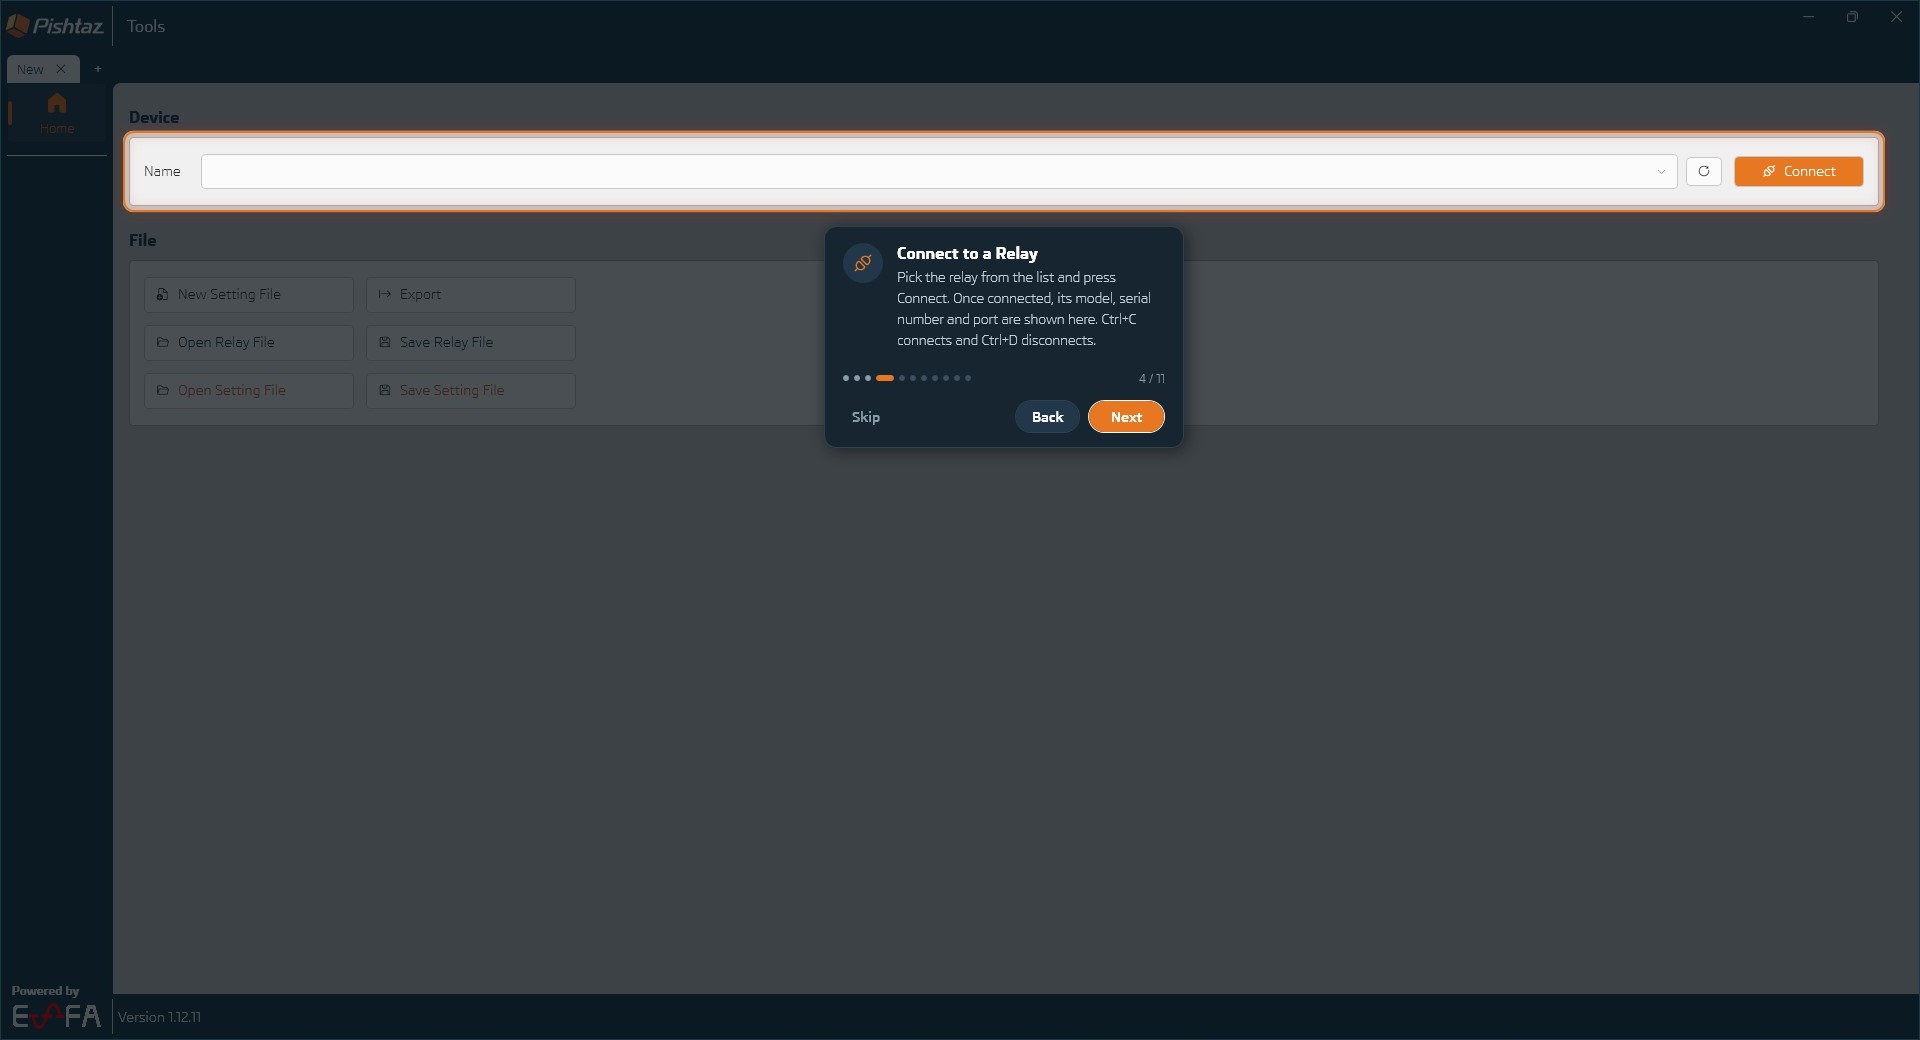 Pishtaz
Tools
New
Home
Device
Name
Connect
File
New Setting File
Export
Open Relay File
Save Relay File
Open Setting File
Save Setting File
Connect to a Relay
Pick the relay from the list and press
Connect. Once connected, its model, serial
number and port are shown here. Ctrl+C
connects and Ctrl+D disconnects.
4 / 11
Skip
Back
Next
Powered by
Version 1.12.11